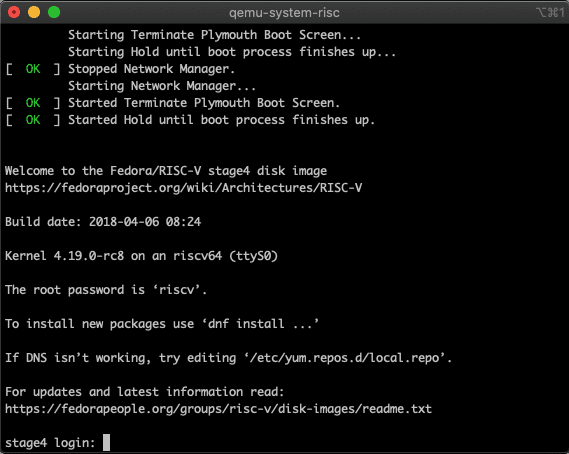 qemu-system-risc
⌥⌘1
Starting Terminate Plymouth Boot Screen...
Starting Hold until boot process finishes up...
[  OK  ] Stopped Network Manager.
Starting Network Manager...
[  OK  ] Started Terminate Plymouth Boot Screen.
[  OK  ] Started Hold until boot process finishes up.
Welcome to the Fedora/RISC-V stage4 disk image
https://fedoraproject.org/wiki/Architectures/RISC-V
Build date: 2018-04-06 08:24
Kernel 4.19.0-rc8 on an riscv64 (ttyS0)
The root password is ‘riscv’.
To install new packages use ‘dnf install ...’
If DNS isn’t working, try editing ‘/etc/yum.repos.d/local.repo’.
For updates and latest information read:
https://fedorapeople.org/groups/risc-v/disk-images/readme.txt
stage4 login: